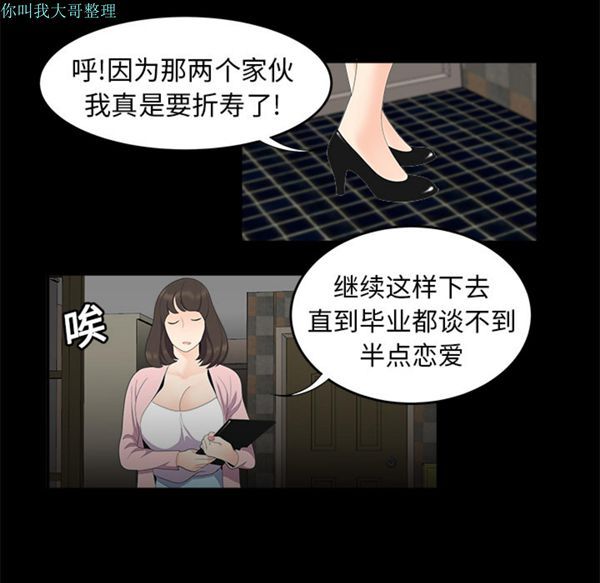 你叫我大哥整理
呼!因为那两个家伙
我真是要折寿了!
唉
继续这样下去
直到毕业都谈不到
半点恋爱